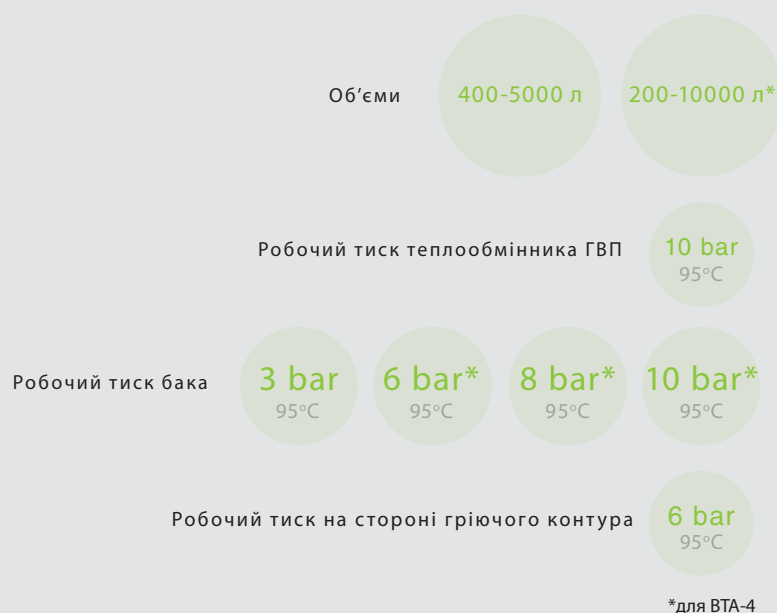 Об’єми 400-5000 л 200-10000 л*
Робочий тиск теплообмінника ГВП 10 bar
95°C
Робочий тиск бака 3 bar 6 bar* 8 bar* 10 bar*
95°C 95°C 95°C 95°C
Робочий тиск на стороні гріючого контура 6 bar
95°C
*для ВТА-4